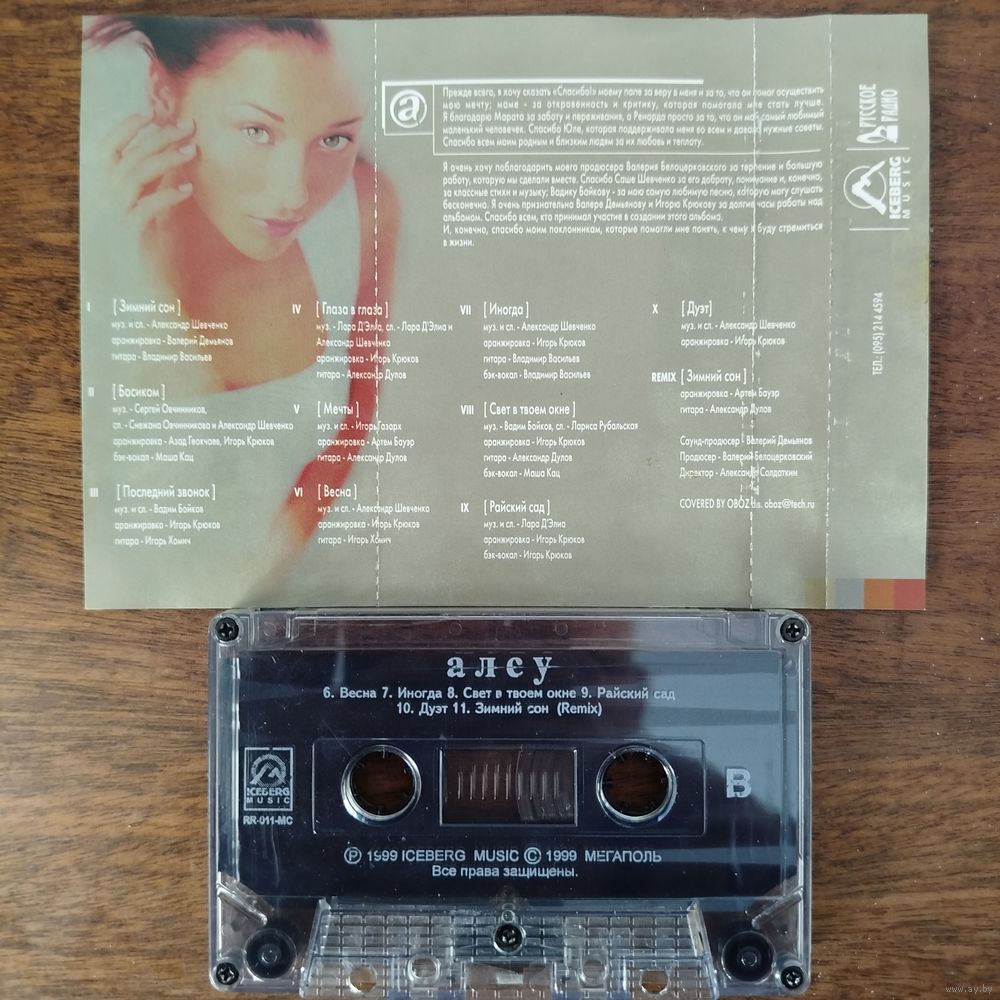 @
Прежде всего, я хочу сказать «Спасибо!» моему папе за веру в меня и за то, что он помог осуществить
мою мечту; маме - за откровенность и критику, которая помогала мне стать лучше.
Я благодарю Марата за заботу и переживания, а Ренарда просто за то, что он мой самый любимый
маленький человечек. Спасибо Юле, которая поддерживала меня во всем и давала нужные советы.
Спасибо всем моим родным и близким людям за их любовь и теплоту.
Я очень хочу поблагодарить моего продюсера Валерия Белоцерковского за терпение и большую
работу, которую мы сделали вместе. Спасибо Саше Шевченко за его доброту, понимание и, конечно,
за классные стихи и музыку; Вадику Байкову - за мою самую любимую песню, которую могу слушать
бесконечно. Я очень признательна Валере Демьянову и Игорю Крюкову за долгие часы работы над
альбомом. Спасибо всем, кто принимал участие в создании этого альбома.
И, конечно, спасибо моим поклонникам, которые помогли мне понять, к чему я буду стремиться
в жизни.
РУССКОЕ
РАДИО
ICEBERG
MUSIC
ТЕЛ.: (095) 214 4594
I [ Зимний сон ]
муз. и сл. - Александр Шевченко
аранжировка - Валерий Демьянов
гитара - Владимир Васильев
II [ Босиком ]
муз. - Сергей Овчинников,
сл. - Снежана Овчинникова и Александр Шевченко
аранжировка - Азад Геокчаев, Игорь Крюков
бэк-вокал - Маша Кац
III [ Последний звонок ]
муз. и сл. - Вадим Бойков
аранжировка - Игорь Крюков
гитара - Игорь Хомич
IV [ Глаза в глаза ]
муз. - Лара Д'Элиа, сл. - Лара Д'Элиа и
Александр Шевченко
аранжировка - Игорь Крюков
гитара - Александр Дулов
V [ Мечты ]
муз. и сл. - Игорь Газарх
аранжировка - Артем Бауэр
гитара - Александр Дулов
VI [ Весна ]
муз. и сл. - Александр Шевченко
аранжировка - Игорь Крюков
гитара - Игорь Хомич
VII [ Иногда ]
муз. и сл. - Александр Шевченко
аранжировка - Игорь Крюков
гитара - Владимир Васильев
бэк-вокал - Владимир Васильев
VIII [ Свет в твоем окне ]
муз. - Вадим Бойков, сл. - Лариса Рубальская
аранжировка - Игорь Крюков
гитара - Александр Дулов
бэк-вокал - Маша Кац
IX [ Райский сад ]
муз. и сл. - Лара Д'Элиа
аранжировка - Игорь Крюков
бэк-вокал - Игорь Крюков
X [ Дуэт]
муз. и сл. - Александр Шевченко
аранжировка - Игорь Крюков
REMIX [ Зимний сон ]
аранжировка - Артем Бауэр
гитара - Александр Дулов
Саунд-продюсер - Валерий Демьянов
Продюсер - Валерий Белоцерковский
Директор - Александр Солдаткин
COVERED BY OBOZ oboz@tech.ru
алсу
6. Весна 7. Иногда 8. Свет в твоем окне 9. Райский сад
10. Дуэт 11. Зимний сон (Remix)
ICEBERG
MUSIC
RR-011-MC
B
Ⓟ 1999 ICEBERG MUSIC © 1999 МЕГАПОЛЬ
Все права защищены.
www.ay.by